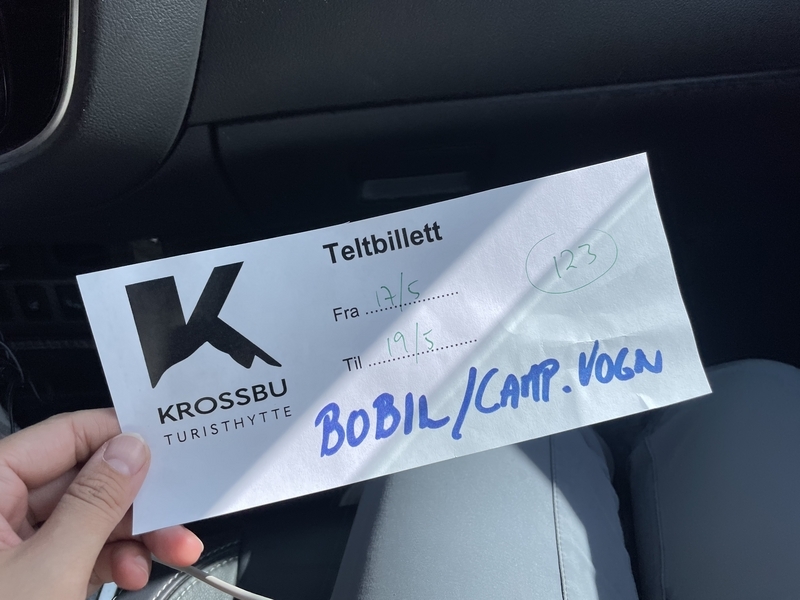 Teltbillett
123
Fra 17/5
Til 19/5
KROSSBU
TURISTHYTTE
BOBIL/CAMP.VOGN